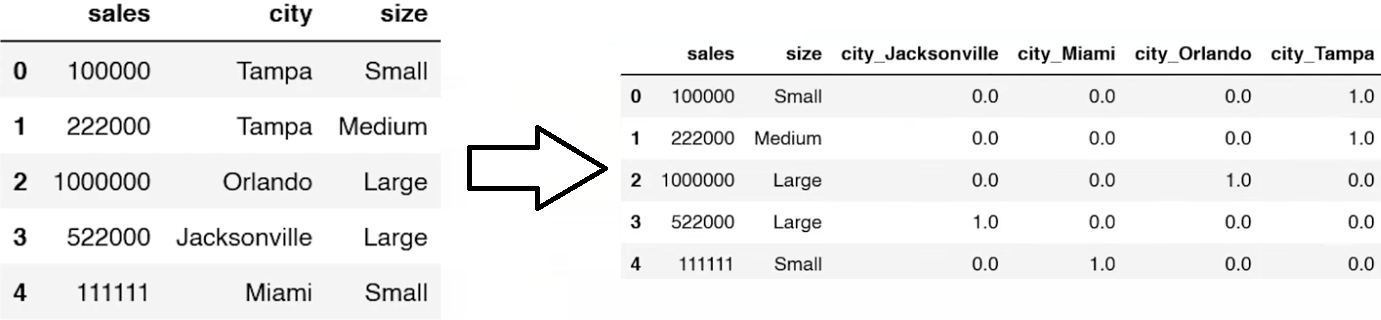 sales city size
0 100000 Tampa Small
1 222000 Tampa Medium
2 1000000 Orlando Large
3 522000 Jacksonville Large
4 111111 Miami Small
sales size city_Jacksonville city_Miami city_Orlando city_Tampa
0 100000 Small 0.0 0.0 0.0 1.0
1 222000 Medium 0.0 0.0 0.0 1.0
2 1000000 Large 0.0 0.0 1.0 0.0
3 522000 Large 1.0 0.0 0.0 0.0
4 111111 Small 0.0 1.0 0.0 0.0